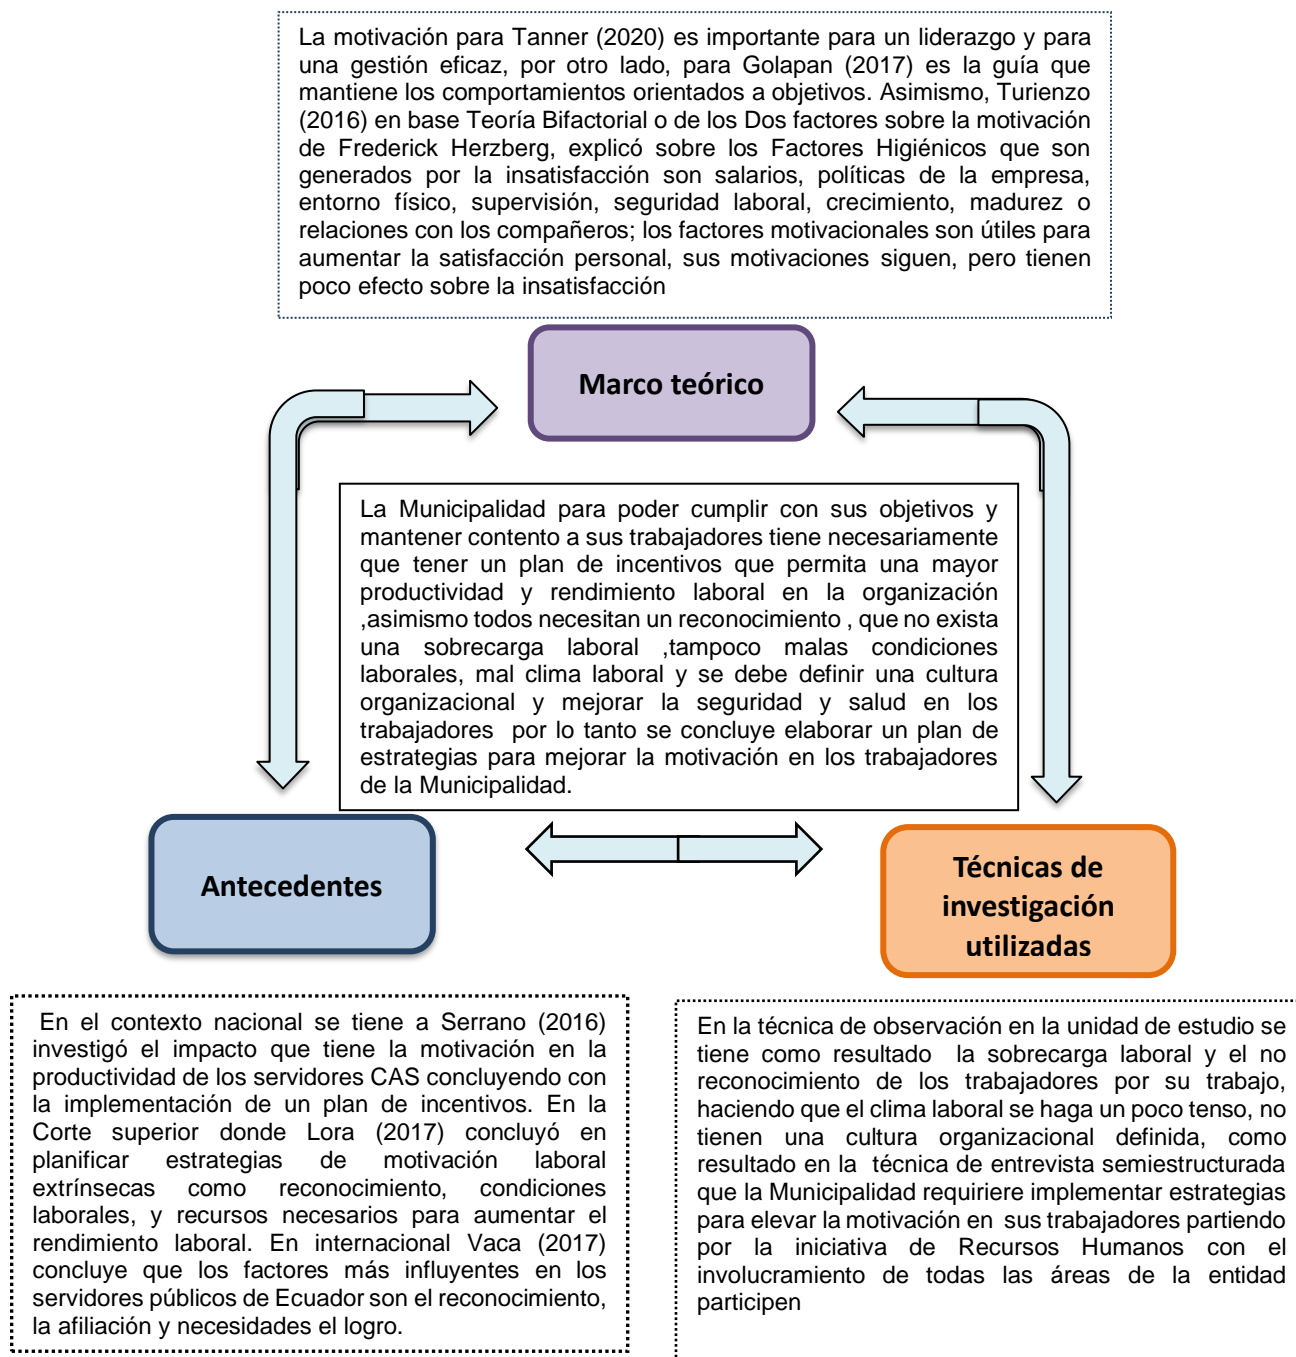 La motivación para Tanner (2020) es importante para un liderazgo y para
una gestión eficaz, por otro lado, para Golapan (2017) es la guía que
mantiene los comportamientos orientados a objetivos. Asimismo, Turienzo
(2016) en base Teoría Bifactorial o de los Dos factores sobre la motivación
de Frederick Herzberg, explicó sobre los Factores Higiénicos que son
generados por la insatisfacción son salarios, políticas de la empresa,
entorno físico, supervisión, seguridad laboral, crecimiento, madurez o
relaciones con los compañeros; los factores motivacionales son útiles para
aumentar la satisfacción personal, sus motivaciones siguen, pero tienen
poco efecto sobre la insatisfacción
Marco teórico
La Municipalidad para poder cumplir con sus objetivos y
mantener contento a sus trabajadores tiene necesariamente
que tener un plan de incentivos que permita una mayor
productividad y rendimiento laboral en la organización
,asimismo todos necesitan un reconocimiento , que no exista
una sobrecarga laboral ,tampoco malas condiciones
laborales, mal clima laboral y se debe definir una cultura
organizacional y mejorar la seguridad y salud en los
trabajadores por lo tanto se concluye elaborar un plan de
estrategias para mejorar la motivación en los trabajadores
de la Municipalidad.
Antecedentes
Técnicas de
investigación
utilizadas
En el contexto nacional se tiene a Serrano (2016)
investigó el impacto que tiene la motivación en la
productividad de los servidores CAS concluyendo con
la implementación de un plan de incentivos. En la
Corte superior donde Lora (2017) concluyó en
planificar estrategias de motivación laboral
extrínsecas como reconocimiento, condiciones
laborales, y recursos necesarios para aumentar el
rendimiento laboral. En internacional Vaca (2017)
concluye que los factores más influyentes en los
servidores públicos de Ecuador son el reconocimiento,
la afiliación y necesidades el logro.
En la técnica de observación en la unidad de estudio se
tiene como resultado la sobrecarga laboral y el no
reconocimiento de los trabajadores por su trabajo,
haciendo que el clima laboral se haga un poco tenso, no
tienen una cultura organizacional definida, como
resultado en la técnica de entrevista semiestructurada
que la Municipalidad requiriere implementar estrategias
para elevar la motivación en sus trabajadores partiendo
por la iniciativa de Recursos Humanos con el
involucramiento de todas las áreas de la entidad
participen